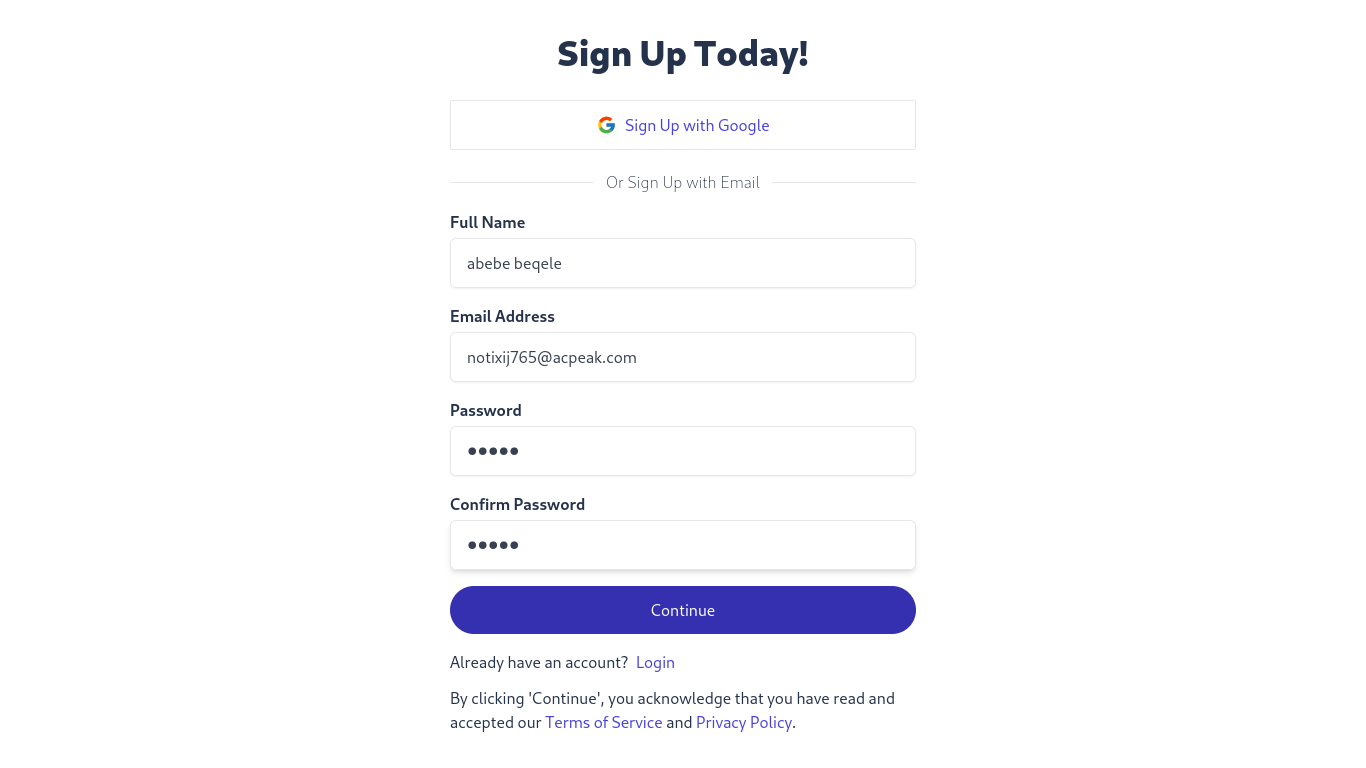 Sign Up Today!
Sign Up with Google
Or Sign Up with Email
Full Name
abebe beqele
Email Address
notixij765@acpeak.com
Password
●●●●●
Confirm Password
●●●●●
Continue
Already have an account? Login
By clicking 'Continue', you acknowledge that you have read and
accepted our Terms of Service and Privacy Policy.